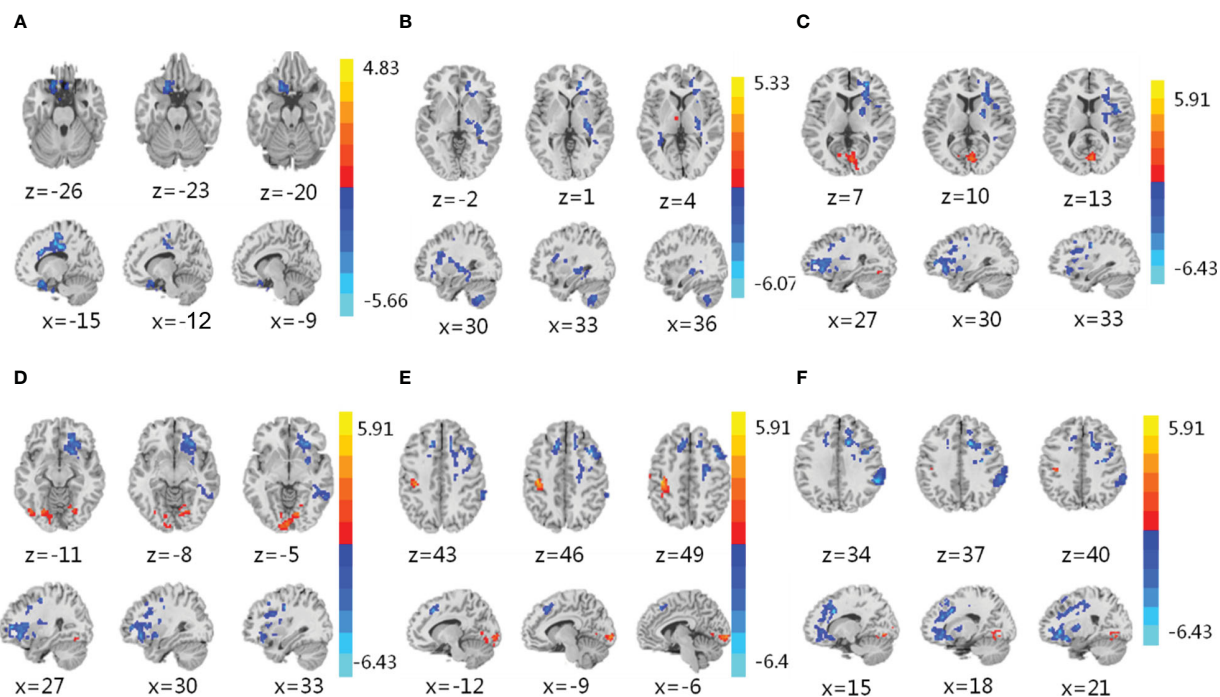 A
B
C
4.83
5.33
5.91
z=-26
z=-23
z=-20
z=-2
z=1
z=4
z=7
z=10
z=13
-5.66
-6.07
-6.43
x=-15
x=-12
x=-9
x=30
x=33
x=36
x=27
x=30
x=33
D
E
F
5.91
5.91
5.91
z=-11
z=-8
z=-5
z=43
z=46
z=49
z=34
z=37
z=40
-6.43
-6.4
-6.43
x=27
x=30
x=33
x=-12
x=-9
x=-6
x=15
x=18
x=21